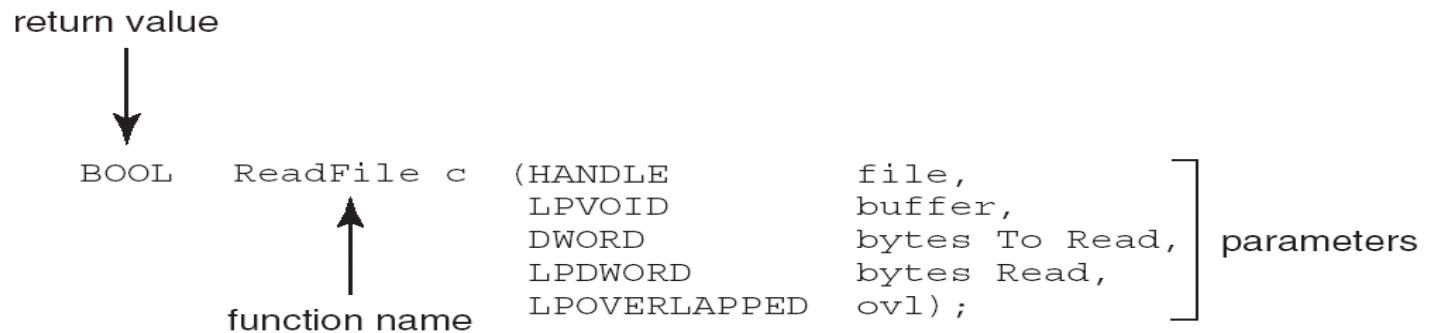 return value
BOOL ReadFile c (HANDLE file,
LPVOID buffer,
DWORD bytes To Read,
LPDWORD bytes Read,
LPOVERLAPPED ovl);
parameters
function name